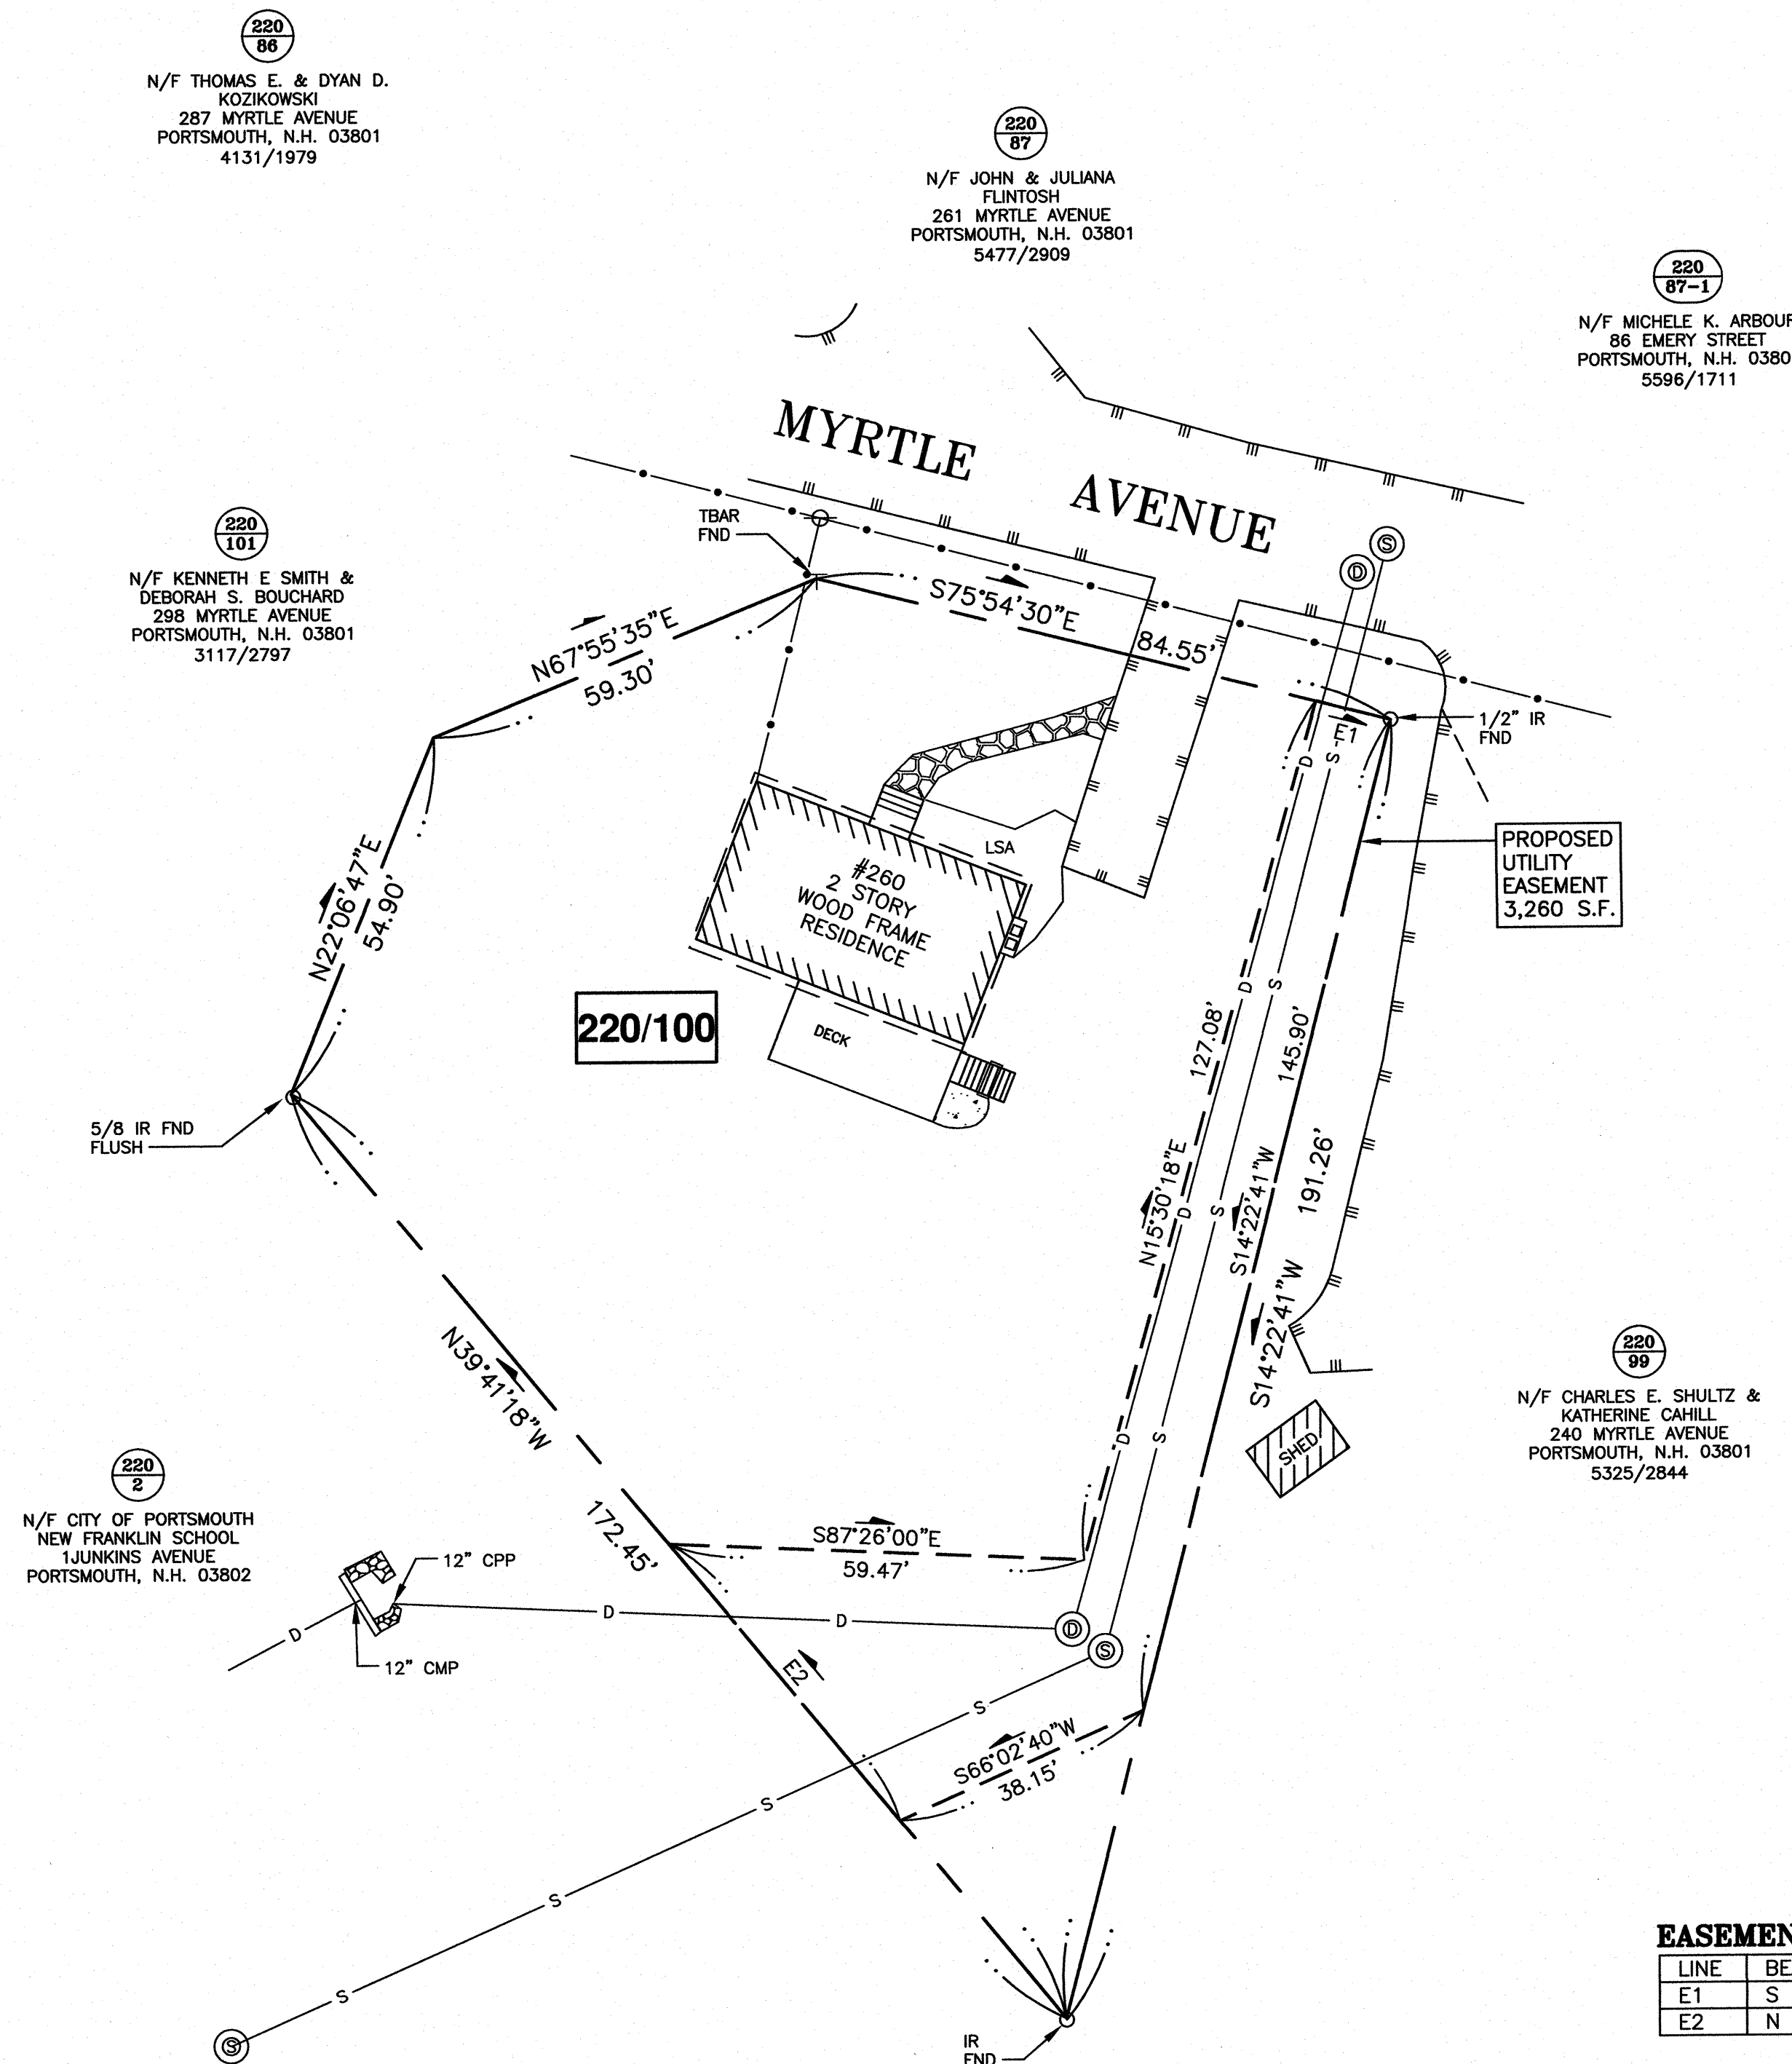 220
86
N/F THOMAS E. & DYAN D.
KOZIKOWSKI
287 MYRTLE AVENUE
PORTSMOUTH, N.H. 03801
4131/1979
220
87
N/F JOHN & JULIANA
FLINTOSH
261 MYRTLE AVENUE
PORTSMOUTH, N.H. 03801
5477/2909
220
87-1
N/F MICHELE K. ARBOUR
86 EMERY STREET
PORTSMOUTH, N.H. 0380
5596/1711
MYRTLE AVENUE
220
101
N/F KENNETH E SMITH &
DEBORAH S. BOUCHARD
298 MYRTLE AVENUE
PORTSMOUTH, N.H. 03801
3117/2797
TBAR
FND
S
D
S75°54'30"E
84.55'
N67°55'35"E
59.30'
1/2" IR
FND
E1
D
S
PROPOSED
UTILITY
EASEMENT
3,260 S.F.
LSA
#260
2 STORY
WOOD FRAME
RESIDENCE
N22°06'47"E
54.90'
220/100
DECK
D
S
127.08'
145.90'
5/8 IR FND
FLUSH
N15°30'18"E
D
S
S14°22'41"W
191.26'
S14°22'41"W
N39°41'18"W
172.45'
D
S
SHED
220
99
N/F CHARLES E. SHULTZ &
KATHERINE CAHILL
240 MYRTLE AVENUE
PORTSMOUTH, N.H. 03801
5325/2844
220
2
N/F CITY OF PORTSMOUTH
NEW FRANKLIN SCHOOL
1JUNKINS AVENUE
PORTSMOUTH, N.H. 03802
12" CPP
S87°26'00"E
59.47'
D
D
D
D
S
12" CMP
E2
S
S66°02'40"W
38.15'
S
S
S
S
IR
FND
EASEMEN
LINE BE
E1 S
E2 N